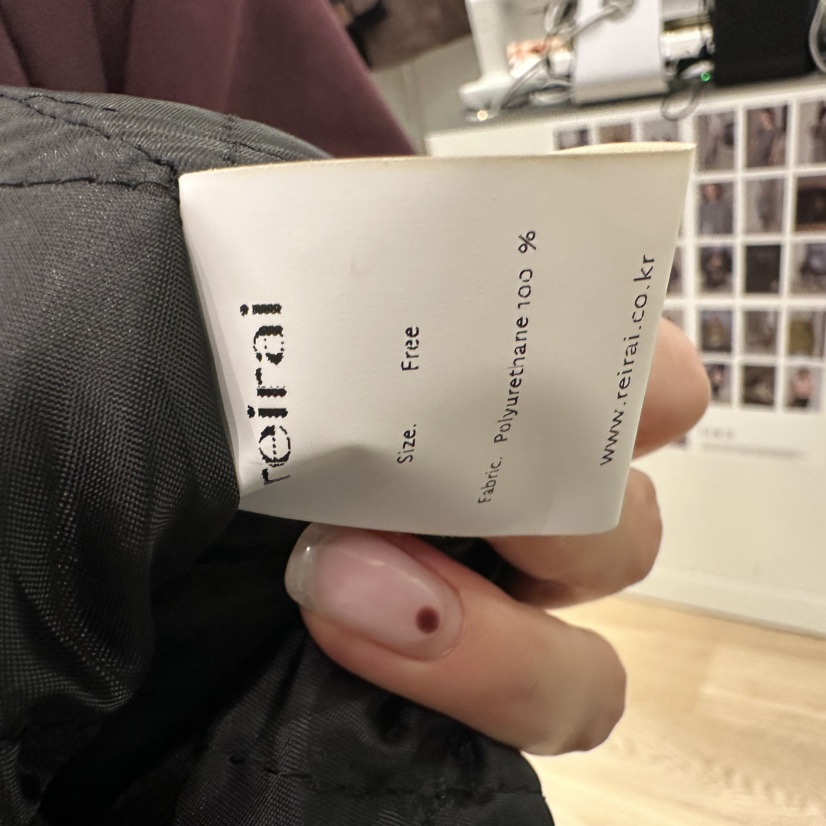 reirai
Size. Free
Fabric. Polyurethane 100 %
www.reirai.co.kr